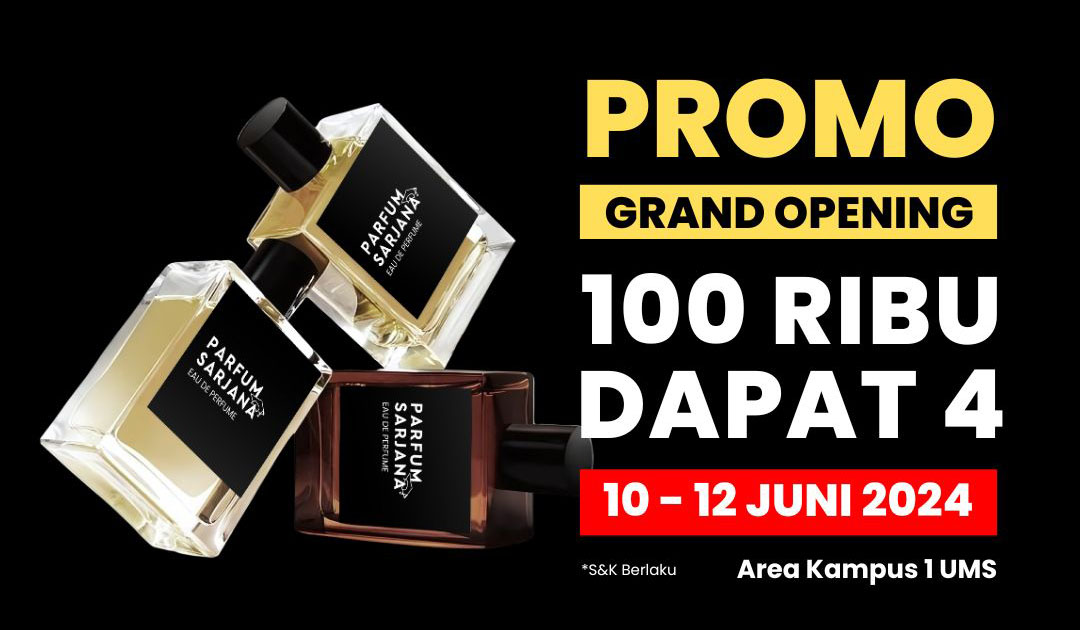 PARFUM
SARJANA
EAU DE PERFUME
PARFUM
SARJANA
EAU DE PERFUME
PARFUM
SARJANA
EAU DE PERFUME
PROMO
GRAND OPENING
100 RIBU
DAPAT 4
10 - 12 JUNI 2024
*S&K Berlaku
Area Kampus 1 UMS